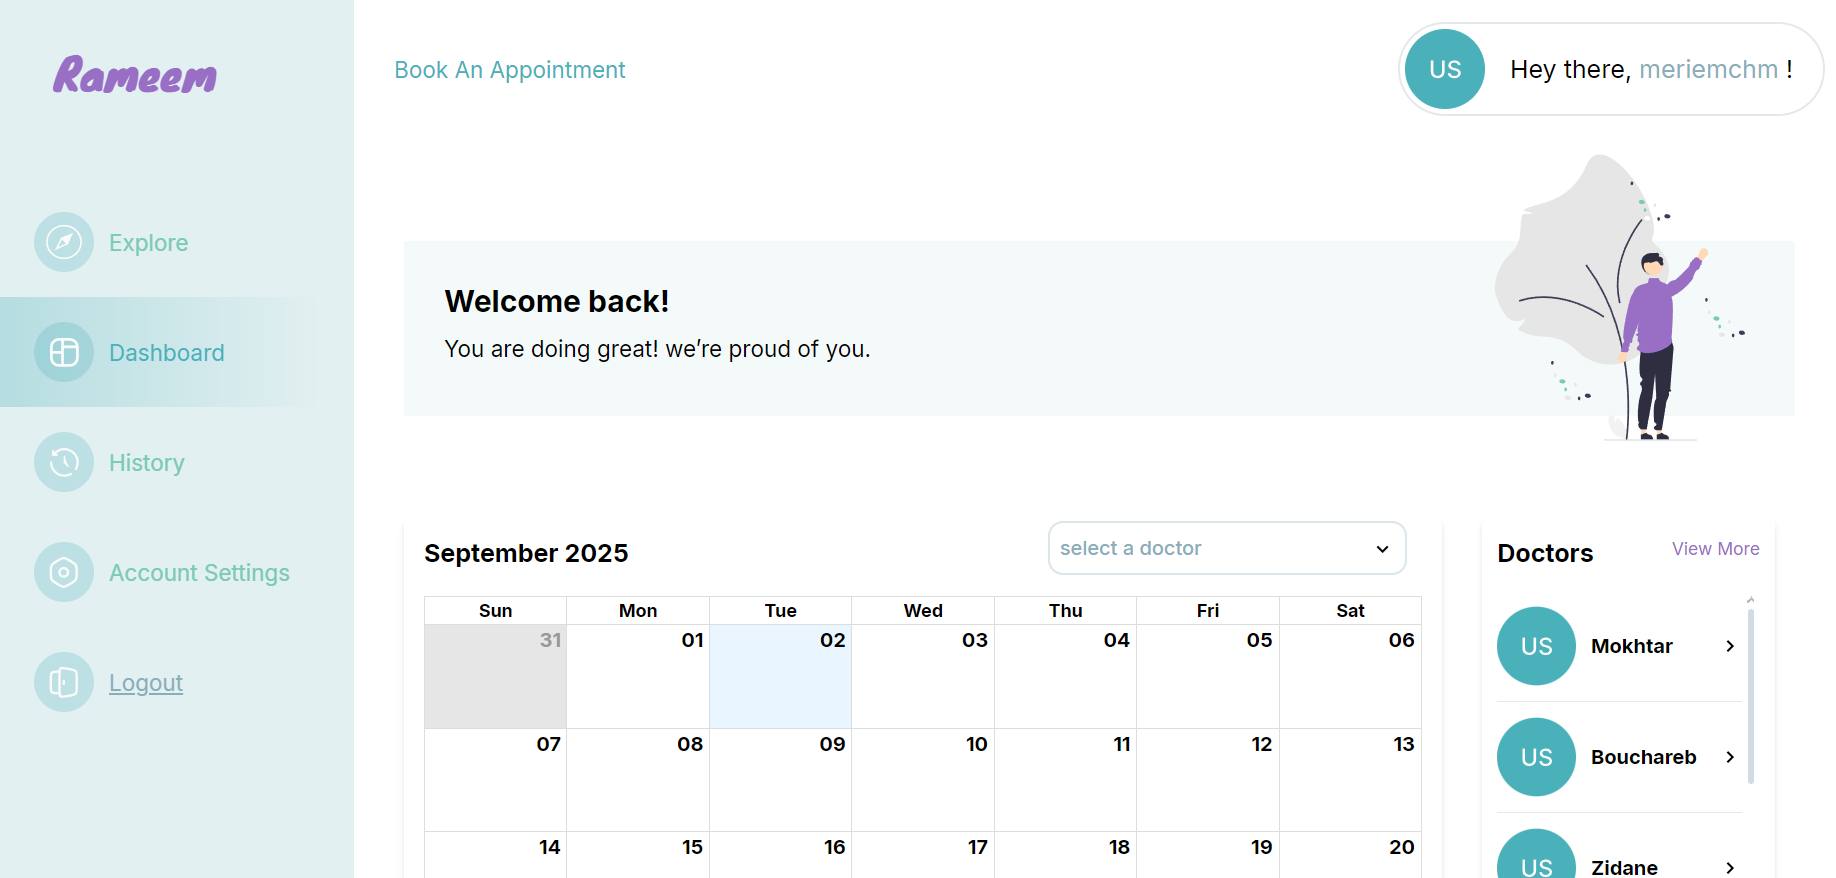 Rameem
Explore
Dashboard
History
Account Settings
Logout
Book An Appointment
US Hey there, meriemchm !
Welcome back!
You are doing great! we’re proud of you.
September 2025
select a doctor
Sun Mon Tue Wed Thu Fri Sat
31 01 02 03 04 05 06
07 08 09 10 11 12 13
14 15 16 17 18 19 20
Doctors View More
US Mokhtar
US Bouchareb
US Zidane